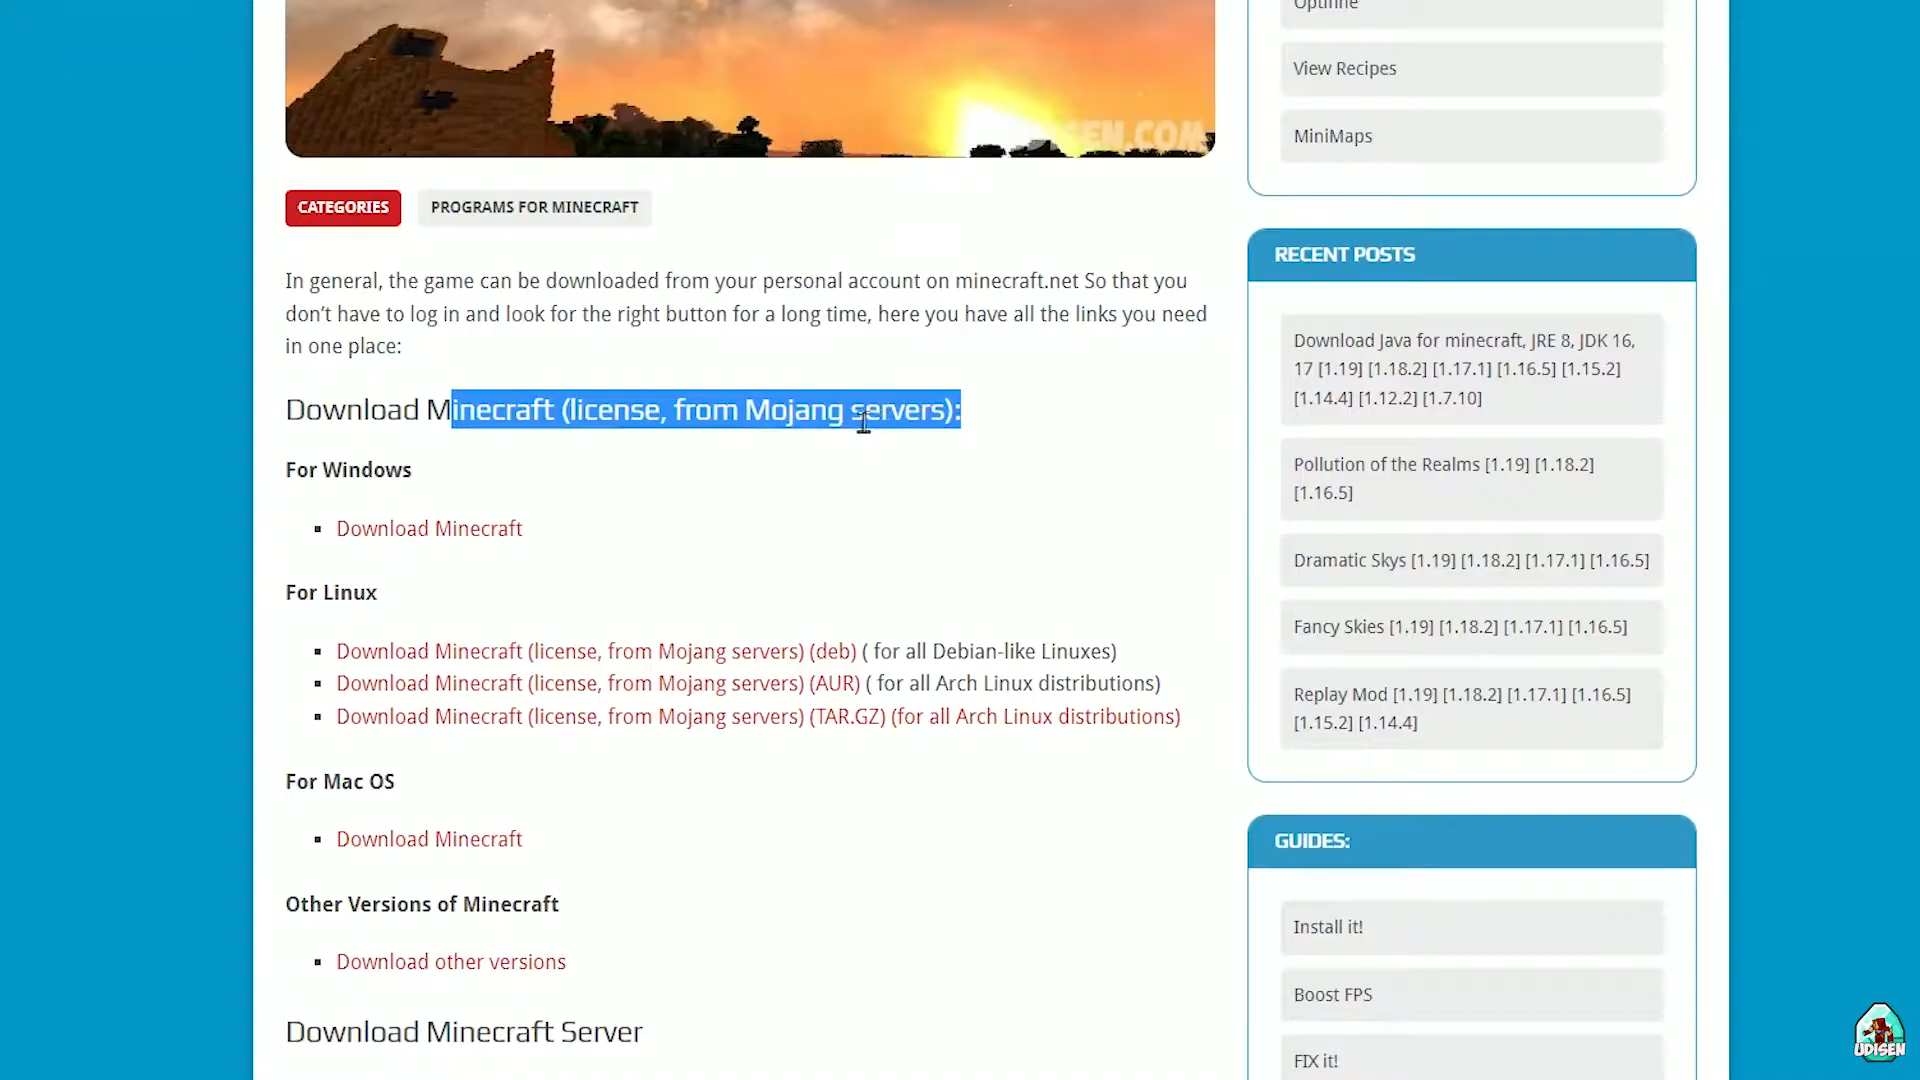 UDISEN.COM
CATEGORIES
PROGRAMS FOR MINECRAFT
In general, the game can be downloaded from your personal account on minecraft.net So that you
don't have to log in and look for the right button for a long time, here you have all the links you need
in one place:
Download Minecraft (license, from Mojang servers):
For Windows
Download Minecraft
For Linux
Download Minecraft (license, from Mojang servers) (deb) ( for all Debian-like Linuxes)
Download Minecraft (license, from Mojang servers) (AUR) ( for all Arch Linux distributions)
Download Minecraft (license, from Mojang servers) (TAR.GZ) (for all Arch Linux distributions)
For Mac OS
Download Minecraft
Other Versions of Minecraft
Download other versions
Download Minecraft Server
Optifine
View Recipes
MiniMaps
RECENT POSTS
Download Java for minecraft, JRE 8, JDK 16,
17 [1.19] [1.18.2] [1.17.1] [1.16.5] [1.15.2]
[1.14.4] [1.12.2] [1.7.10]
Pollution of the Realms [1.19] [1.18.2]
[1.16.5]
Dramatic Skys [1.19] [1.18.2] [1.17.1] [1.16.5]
Fancy Skies [1.19] [1.18.2] [1.17.1] [1.16.5]
Replay Mod [1.19] [1.18.2] [1.17.1] [1.16.5]
[1.15.2] [1.14.4]
GUIDES:
Install it!
Boost FPS
FIX it!
UDISEN